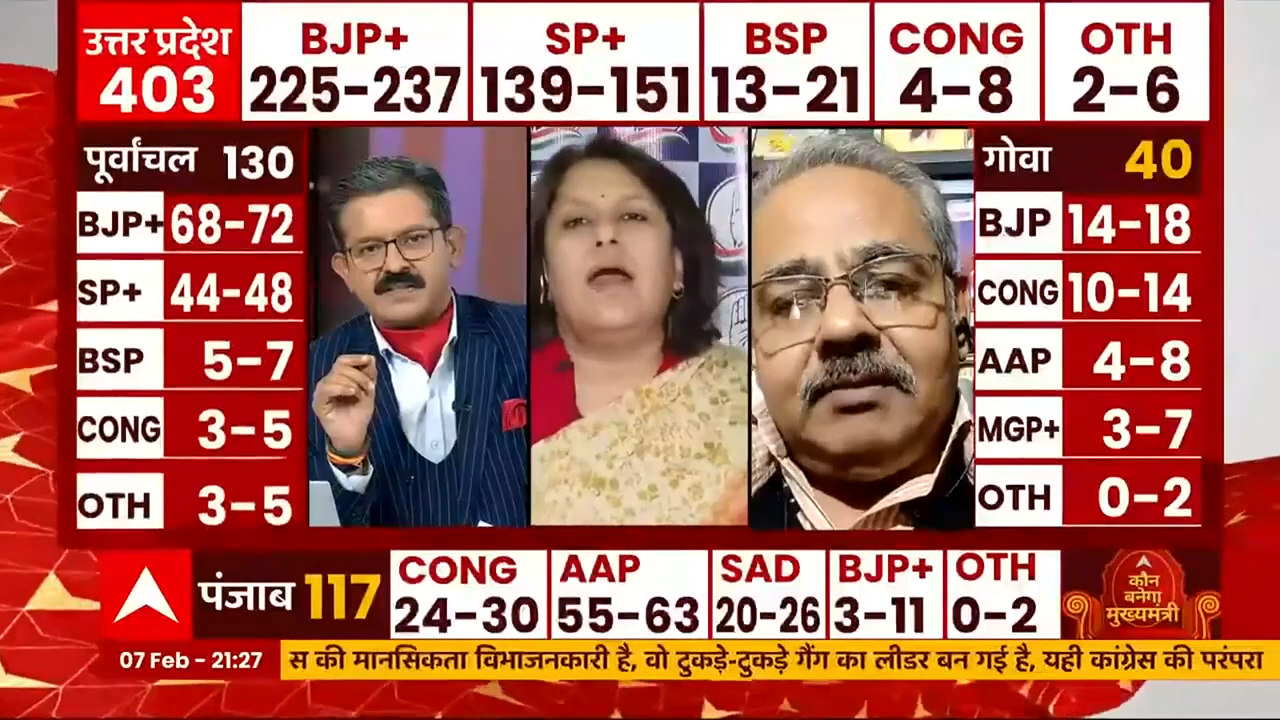 उत्तर प्रदेश
403
BJP+
225-237
SP+
139-151
BSP
13-21
CONG
4-8
OTH
2-6
पूर्वांचल 130
BJP+ 68-72
SP+ 44-48
BSP 5-7
CONG 3-5
OTH 3-5
गोवा 40
BJP 14-18
CONG 10-14
AAP 4-8
MGP+ 3-7
OTH 0-2
पंजाब 117
CONG
24-30
AAP
55-63
SAD
20-26
BJP+
3-11
OTH
0-2
कौन
बनेगा
मुख्यमंत्री
07 Feb - 21:27
स की मानसिकता विभाजनकारी है, वो टुकड़े-टुकड़े गैंग का लीडर बन गई है, यही कांग्रेस की परंपरा